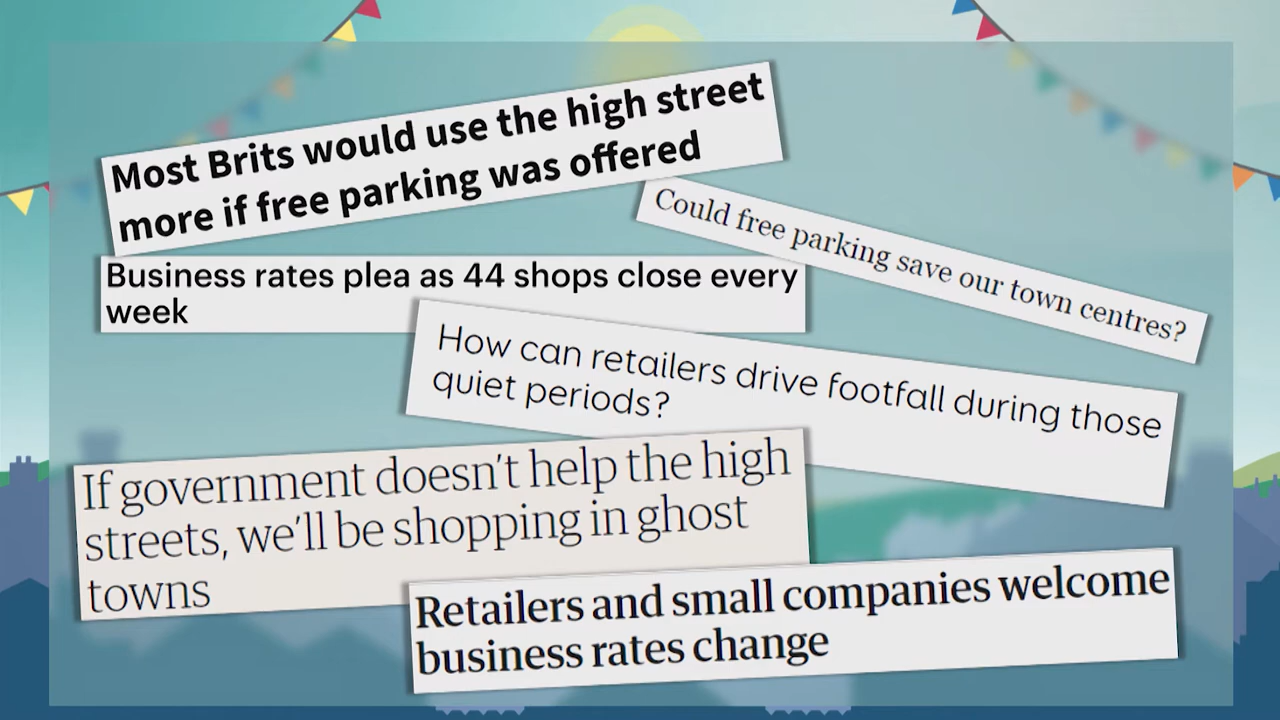 Most Brits would use the high street
more if free parking was offered
Could free parking save our town centres?
Business rates plea as 44 shops close every
week
How can retailers drive footfall during those
quiet periods?
If government doesn't help the high
streets, we'll be shopping in ghost
towns
Retailers and small companies welcome
business rates change